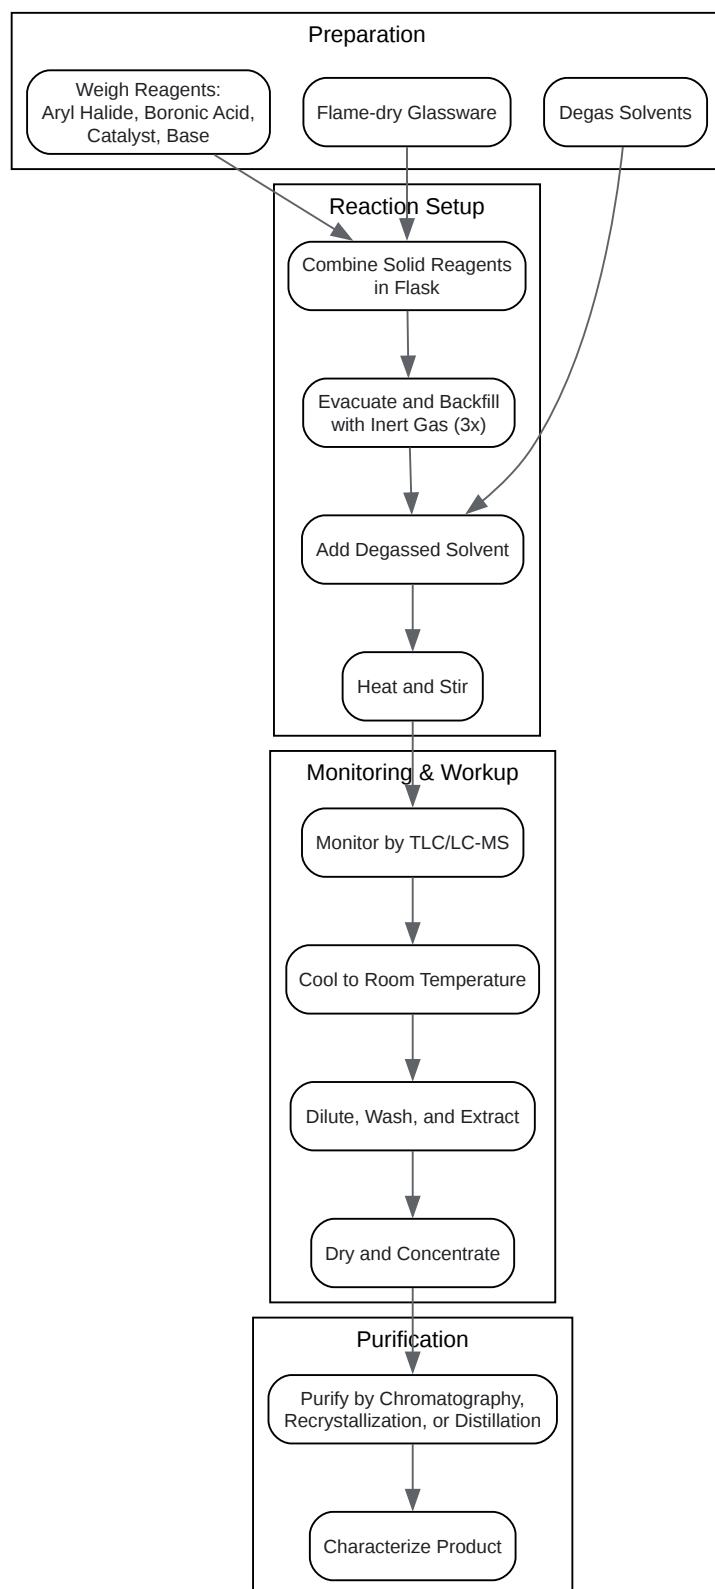 Preparation
Weigh Reagents:
Aryl Halide, Boronic Acid,
Catalyst, Base
Flame-dry Glassware
Degas Solvents
Reaction Setup
Combine Solid Reagents
in Flask
Evacuate and Backfill
with Inert Gas (3x)
Add Degassed Solvent
Heat and Stir
Monitoring & Workup
Monitor by TLC/LC-MS
Cool to Room Temperature
Dilute, Wash, and Extract
Dry and Concentrate
Purification
Purify by Chromatography,
Recrystallization, or Distillation
Characterize Product